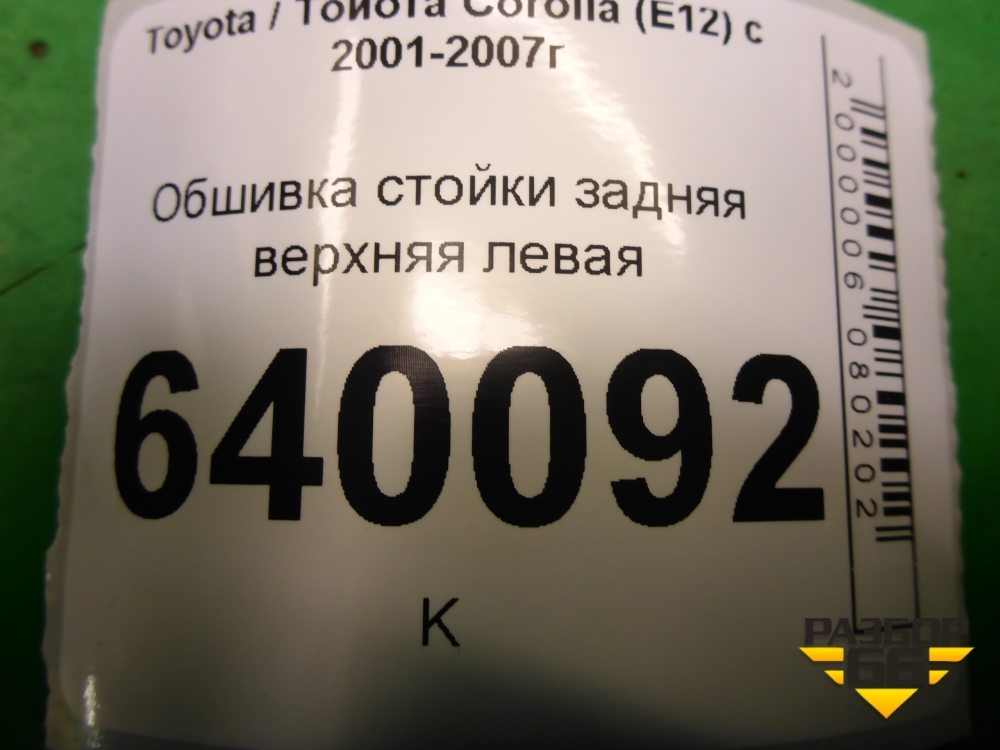 Toyota / Тойота Corolla (E12) с
2001-2007г
Обшивка стойки задняя
верхняя левая
640092
К
2000006080202
РАЗБОР
66